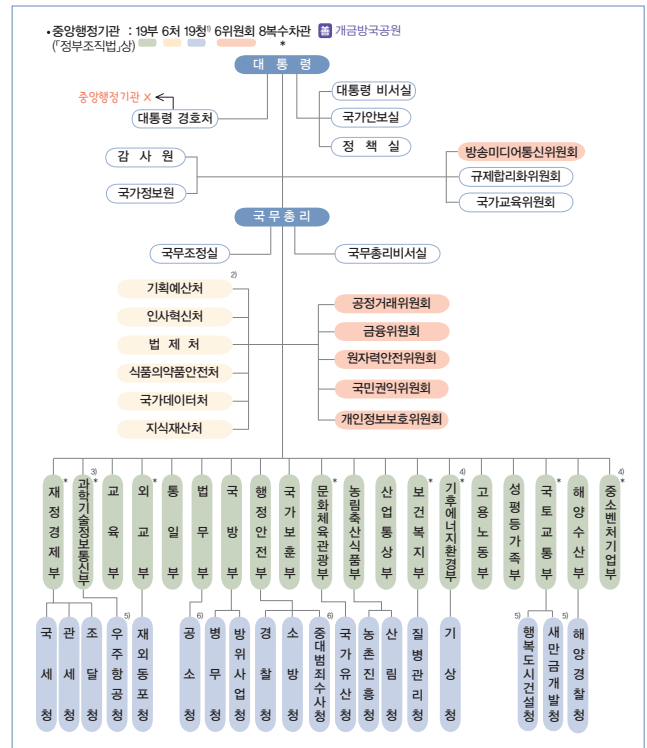 •중앙행정기관 : 19부 6처 19청¹⁾ 6위원회 8복수차관 善 개금방국공원
(「정부조직법」상) *
대 통 령
중앙행정기관 X
대통령 비서실
대통령 경호처
국가안보실
정 책 실
감 사 원
방송미디어통신위원회
규제합리화위원회
국가정보원
국가교육위원회
국무총리
국무조정실
국무총리비서실
기획예산처 2)
인사혁신처
법 제 처
식품의약품안전처
국가데이터처
지식재산처
공정거래위원회
금융위원회
원자력안전위원회
국민권익위원회
개인정보보호위원회
재정경제부 *
과학기술정보통신부 3) *
교육부
외교부 *
통일부
법무부
국방부
행정안전부
국가보훈부
문화체육관광부 *
농림축산식품부
산업통상부
보건복지부 *
기후에너지환경부 4) *
고용노동부
성평등가족부
국토교통부 *
해양수산부
중소벤처기업부 4) *
국세청
관세청
조달청
우주항공청 5)
재외동포청
공소청 6)
병무청
방위사업청
경찰청
소방청
중대범죄수사청 6)
국가유산청
농촌진흥청
산림청
질병관리청
기상청
행복도시건설청 5)
새만금개발청 5)
해양경찰청